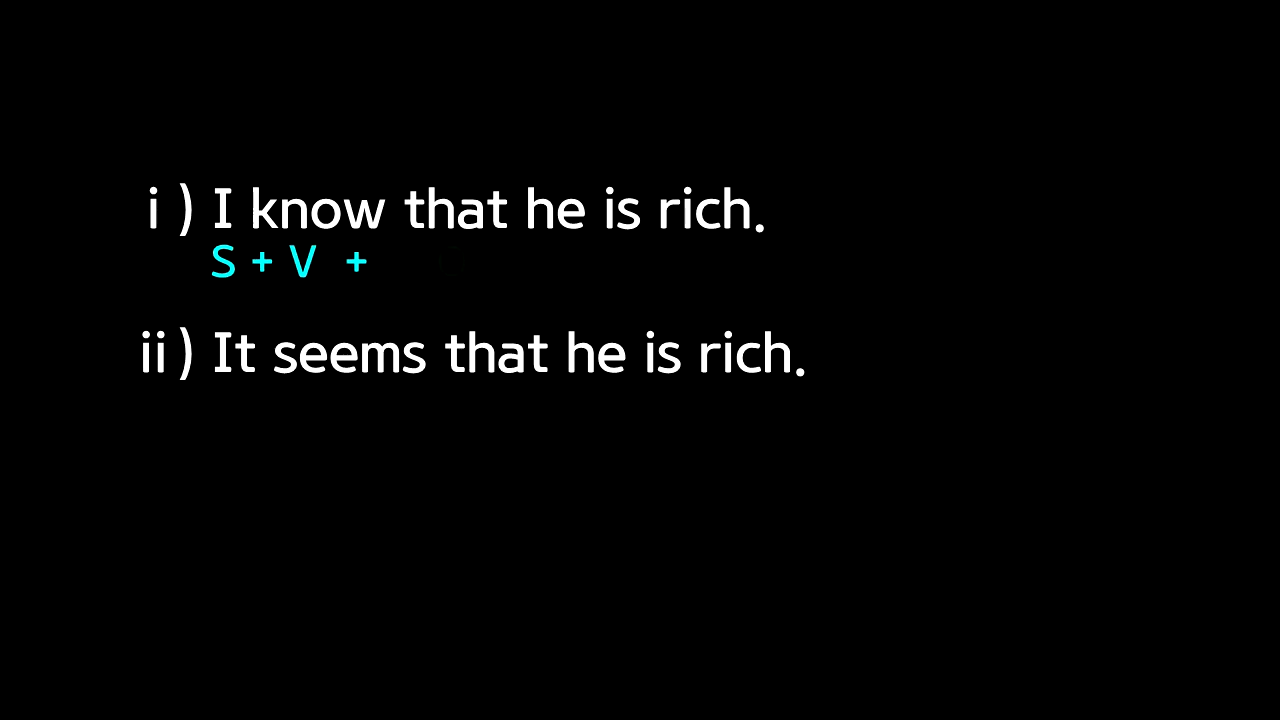 i ) I know that he is rich.
S + V +
ii ) It seems that he is rich.